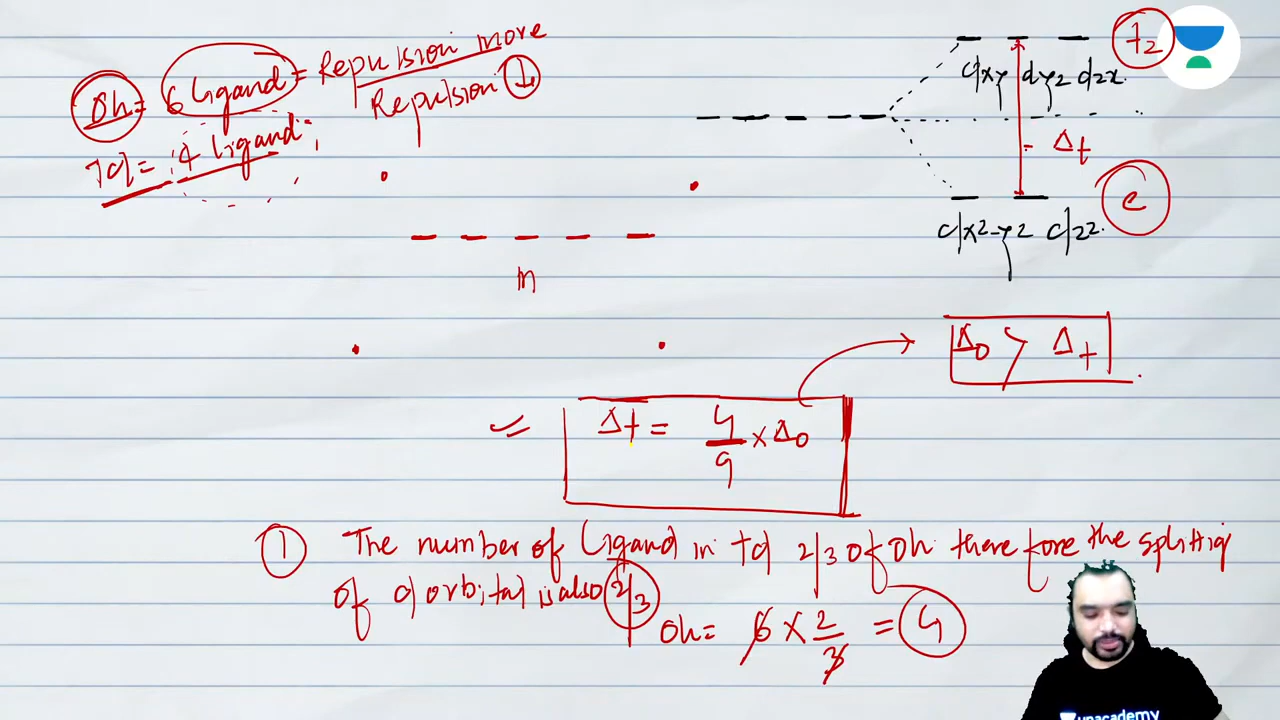 Oh = 6 Ligand = Repulsion more
Td = 4 Ligand Repulsion ↓
t2
dxy dyz dzx
Δt
e
dx2-y2 dz2
m
Δo > Δt
Δt = 4/9 × Δo
① The number of Ligand in Td 2/3 of Oh therefore the spliting
of d orbital is also 2/3
Oh = 6 × 2/3 = 4
unacademy